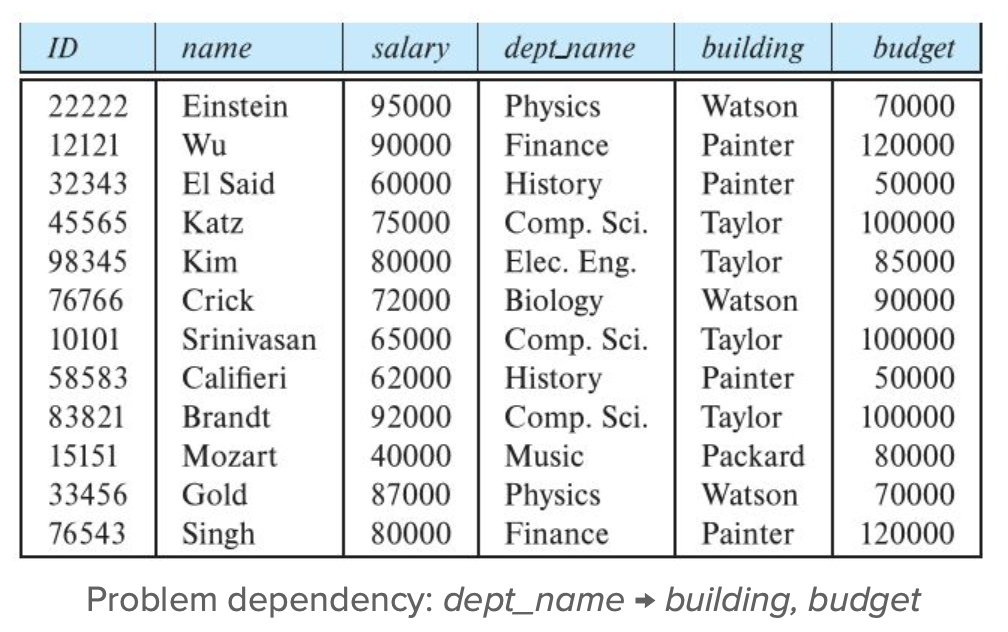 ID name salary dept_name building budget
22222 Einstein 95000 Physics Watson 70000
12121 Wu 90000 Finance Painter 120000
32343 El Said 60000 History Painter 50000
45565 Katz 75000 Comp. Sci. Taylor 100000
98345 Kim 80000 Elec. Eng. Taylor 85000
76766 Crick 72000 Biology Watson 90000
10101 Srinivasan 65000 Comp. Sci. Taylor 100000
58583 Califieri 62000 History Painter 50000
83821 Brandt 92000 Comp. Sci. Taylor 100000
15151 Mozart 40000 Music Packard 80000
33456 Gold 87000 Physics Watson 70000
76543 Singh 80000 Finance Painter 120000
Problem dependency: dept_name → building, budget